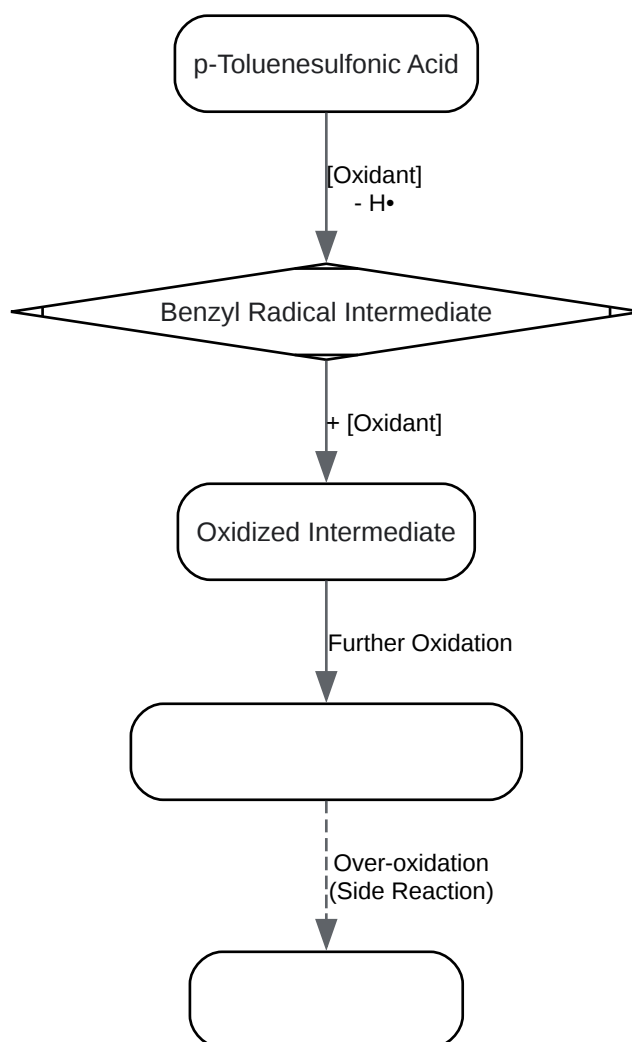 p-Toluenesulfonic Acid
[Oxidant]
- H•
Benzyl Radical Intermediate
+ [Oxidant]
Oxidized Intermediate
Further Oxidation
Over-oxidation
(Side Reaction)